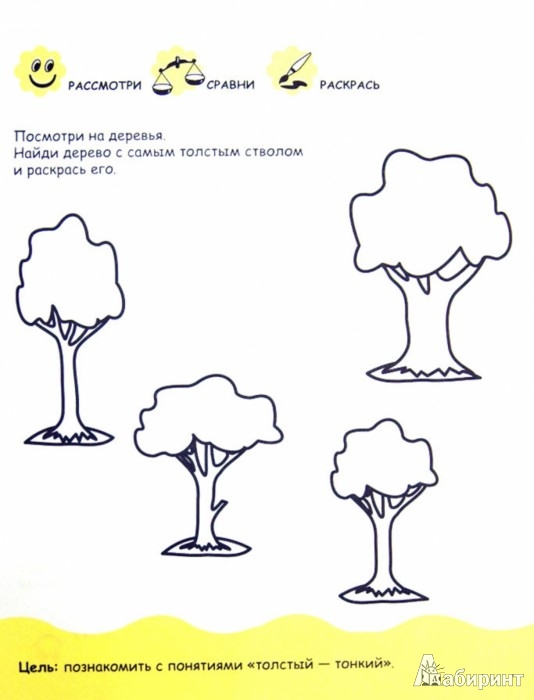 РАССМОТРИ СРАВНИ РАСКРАСЬ
Посмотри на деревья.
Найди дерево с самым толстым стволом
и раскрась его.
Цель: познакомить с понятиями «толстый — тонкий».
Лабиринт